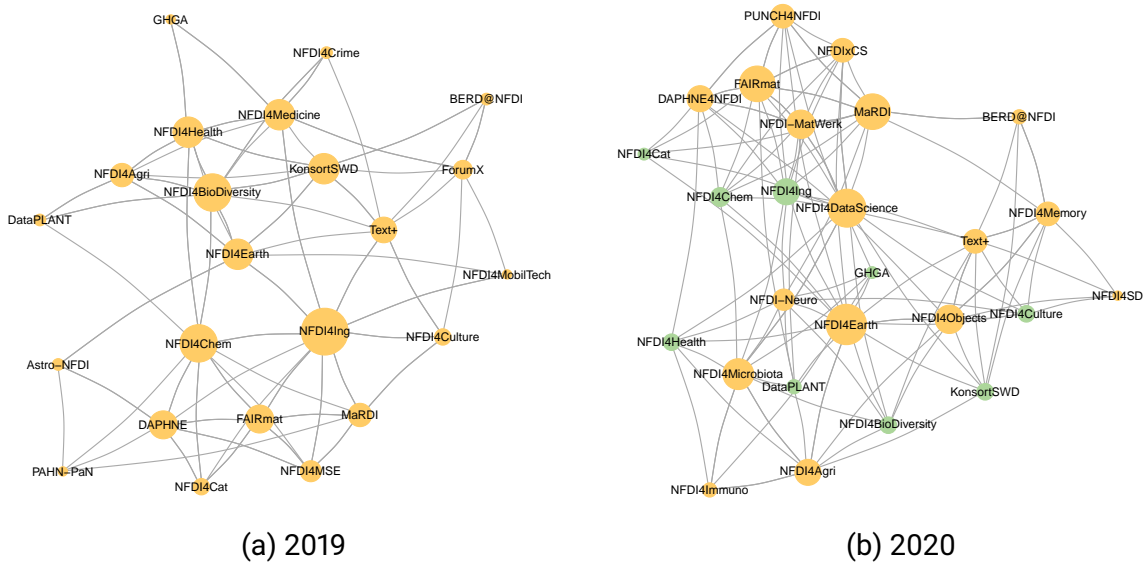 GHGA
NFDI4Crime
BERD@NFDI
NFDI4Medicine
NFDI4Health
KonsortSWD
ForumX
NFDI4Agri
NFDI4BioDiversity
DataPLANT
Text+
NFDI4Earth
NFDI4MobilTech
NFDI4Ing
NFDI4Culture
NFDI4Chem
Astro−NFDI
MaRDI
FAIRmat
DAPHNE
PAHN−PaN
NFDI4MSE
NFDI4Cat
(a) 2019
PUNCH4NFDI
NFDIxCS
FAIRmat
DAPHNE4NFDI
MaRDI
BERD@NFDI
NFDI−MatWerk
NFDI4Cat
NFDI4Ing
NFDI4Chem
NFDI4DataScience
NFDI4Memory
Text+
GHGA
NFDI4SD
NFDI−Neuro
NFDI4Culture
NFDI4Objects
NFDI4Earth
NFDI4Health
NFDI4Microbiota
DataPLANT
KonsortSWD
NFDI4BioDiversity
NFDI4Agri
NFDI4Immuno
(b) 2020